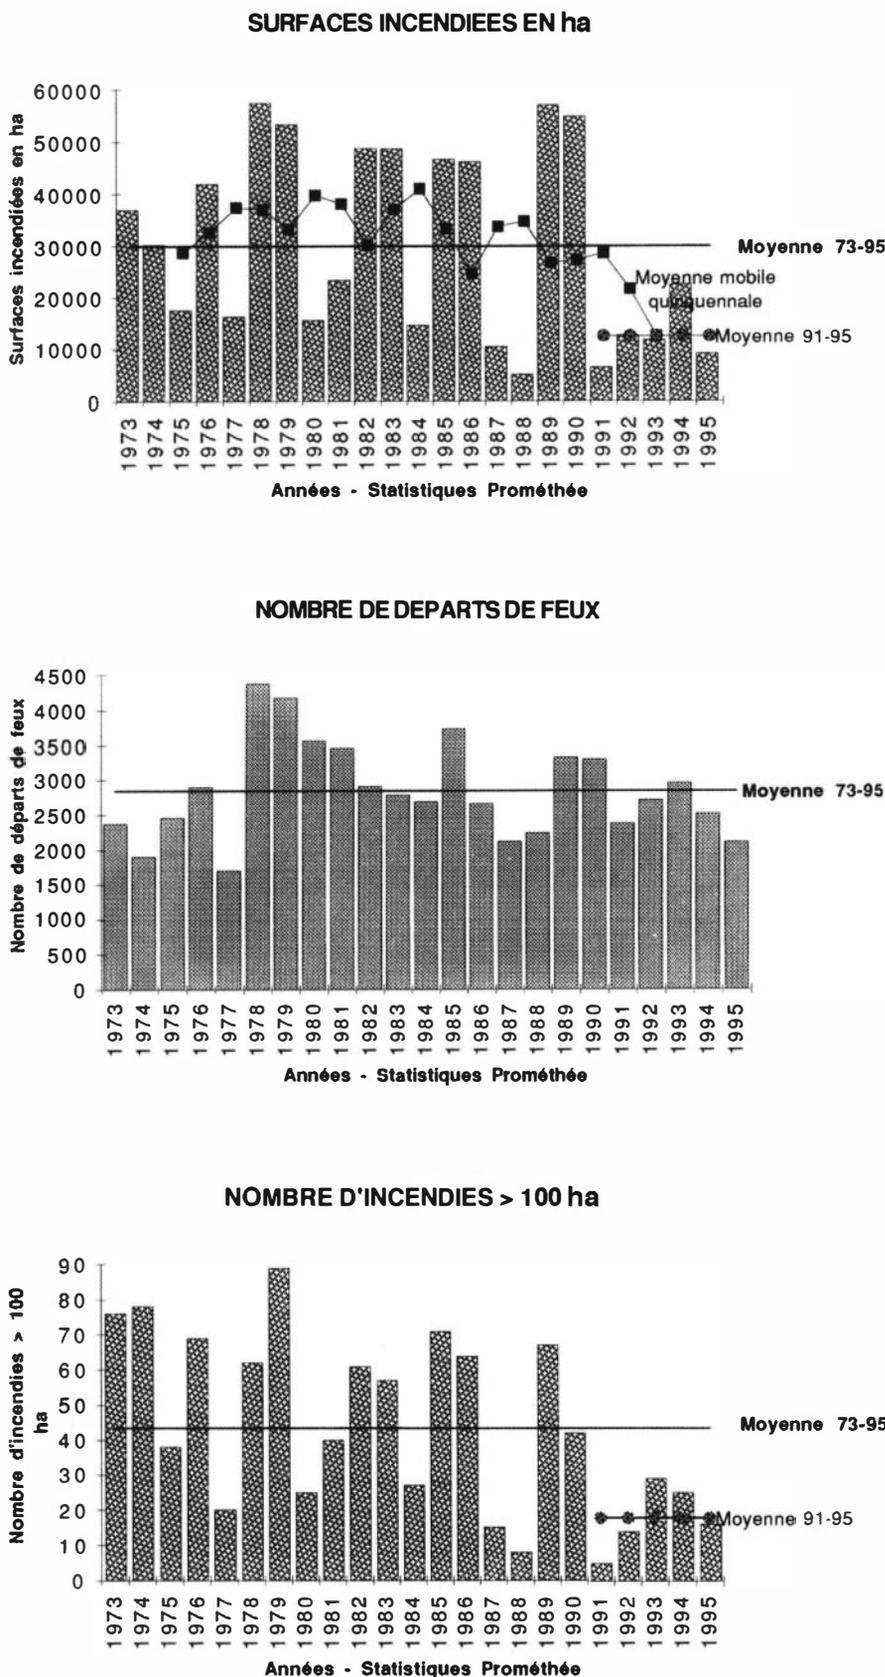 SURFACES INCENDIEES EN ha
Surfaces incendiées en ha
60000
50000
40000
30000
20000
10000
0
Moyenne 73-95
Moyenne mobile
quinquennale
Moyenne 91-95
1973 1974 1975 1976 1977 1978 1979 1980 1981 1982 1983 1984 1985 1986 1987 1988 1989 1990 1991 1992 1993 1994 1995
Années - Statistiques Prométhée
NOMBRE DE DEPARTS DE FEUX
Nombre de départs de feux
4500
4000
3500
3000
2500
2000
1500
1000
500
0
Moyenne 73-95
1973 1974 1975 1976 1977 1978 1979 1980 1981 1982 1983 1984 1985 1986 1987 1988 1989 1990 1991 1992 1993 1994 1995
Années - Statistiques Prométhée
NOMBRE D'INCENDIES > 100 ha
Nombre d'incendies > 100
ha
90
80
70
60
50
40
30
20
10
0
Moyenne 73-95
Moyenne 91-95
1973 1974 1975 1976 1977 1978 1979 1980 1981 1982 1983 1984 1985 1986 1987 1988 1989 1990 1991 1992 1993 1994 1995
Années - Statistiques Prométhée